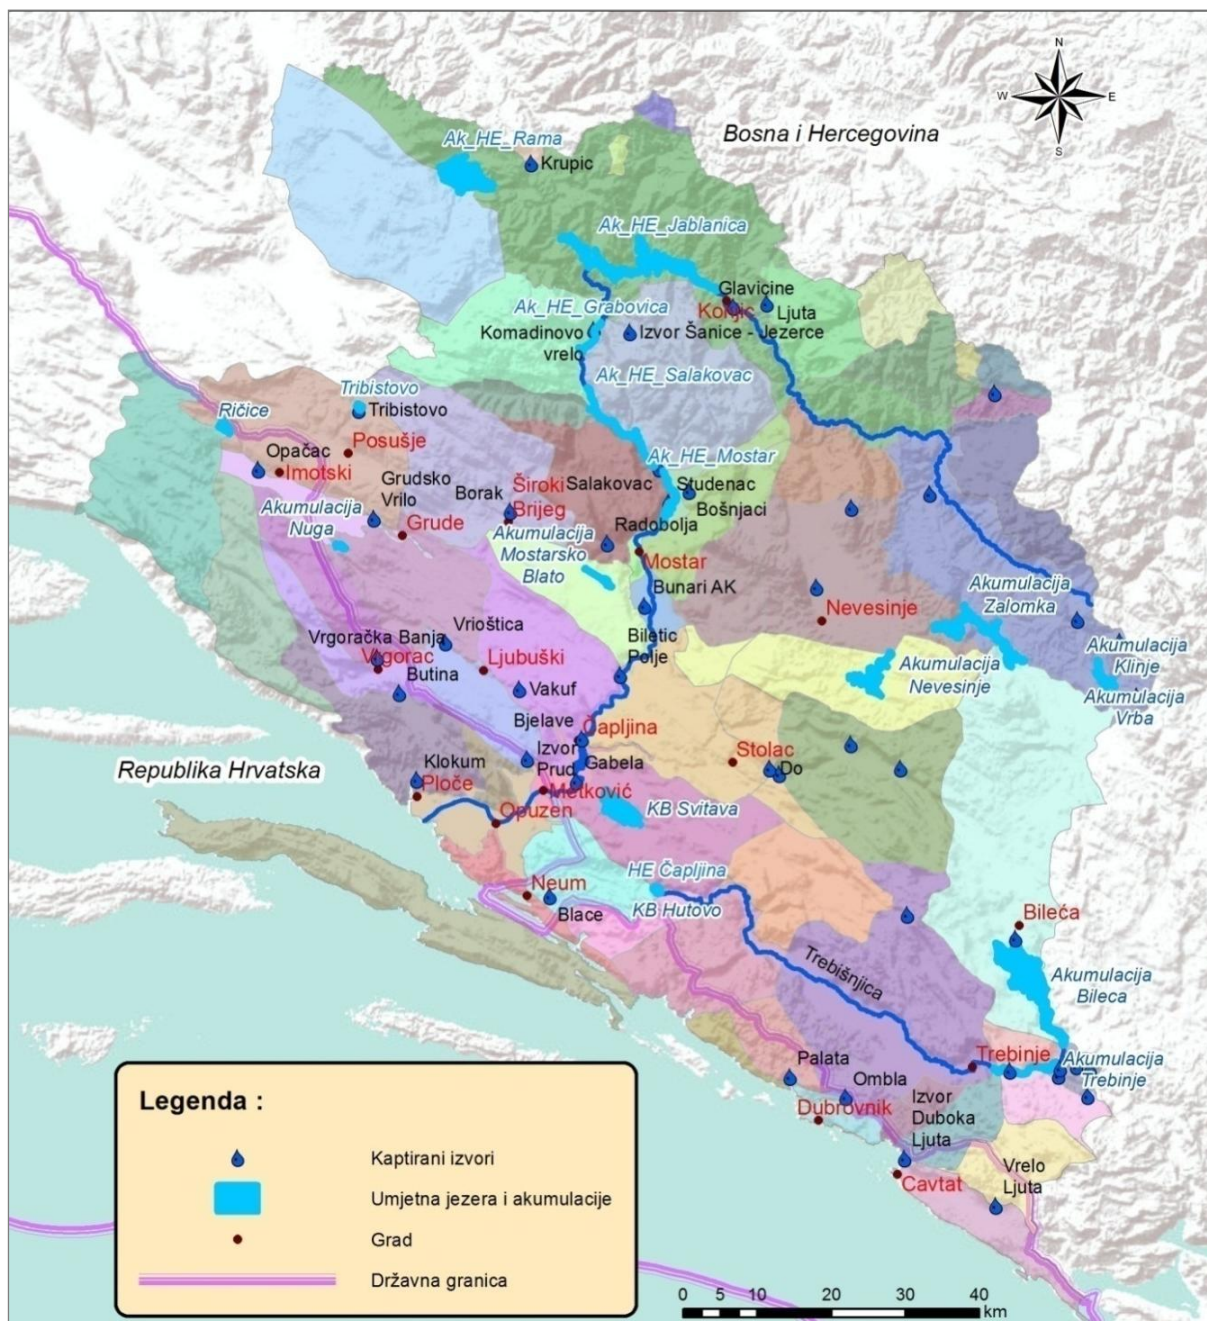 N
W
E
S
Bosna i Hercegovina
Ak_HE_Rama
Krupic
Ak_HE_Jablanica
Glavicine
Konjic
Ljuta
Ak_HE_Grabovica
Komadinovo
vrelo
Izvor Šanice - Jezerce
Ak_HE_Salakovac
Tribistovo
Tribistovo
Ričice
Posušje
Opačac
Imotski
Grudsko
Vrilo
Borak
Široki
Brijeg
Salakovac
Ak_HE_Mostar
Studenac
Bošnjaci
Akumulacija
Nuga
Grude
Akumulacija
Mostarsko
Blato
Radobolja
Mostar
Bunari AK
Akumulacija
Zalomka
Nevesinje
Vrgoračka Banja
Vrgorac
Vrioštica
Ljubuški
Biletic
Polje
Akumulacija
Nevesinje
Akumulacija
Klinje
Akumulacija
Vrba
Butina
Vakuf
Bjelave
Čapljina
Stolac
Do
Republika Hrvatska
Klokum
Ploče
Izvor
Prud
Gabela
Metković
Opuzen
KB Svitava
HE Čapljina
KB Hutovo
Neum
Blace
Bileća
Akumulacija
Bileca
Trebišnjica
Trebinje
Akumulacija
Trebinje
Palata
Ombla
Dubrovnik
Izvor
Duboka
Ljuta
Cavtat
Vrelo
Ljuta
Legenda :
Kaptirani izvori
Umjetna jezera i akumulacije
Grad
Državna granica
0 5 10 20 30 40
km